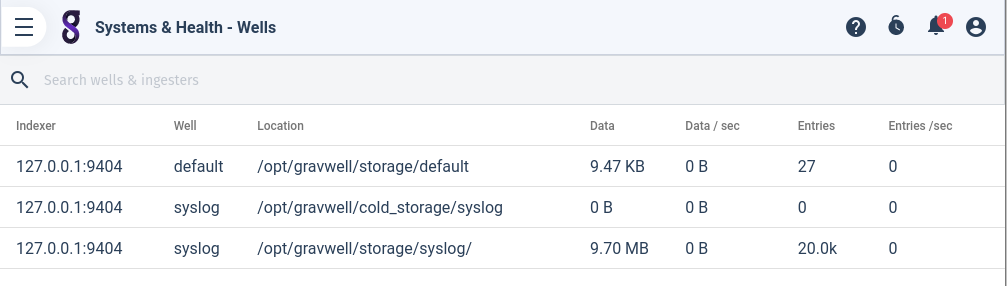 Systems & Health - Wells
1
Search wells & ingesters
Indexer Well Location Data Data / sec Entries Entries /sec
127.0.0.1:9404 default /opt/gravwell/storage/default 9.47 KB 0 B 27 0
127.0.0.1:9404 syslog /opt/gravwell/cold_storage/syslog 0 B 0 B 0 0
127.0.0.1:9404 syslog /opt/gravwell/storage/syslog/ 9.70 MB 0 B 20.0k 0